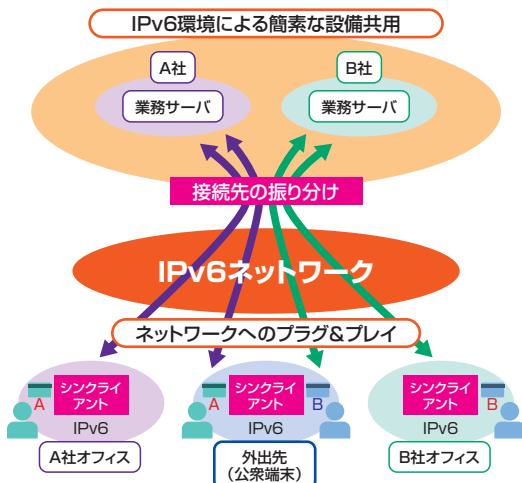 IPv6環境による簡素な設備共用
A社
B社
業務サーバ
業務サーバ
接続先の振り分け
IPv6ネットワーク
ネットワークへのプラグ&プレイ
A
シンクライ
アント
IPv6
A社オフィス
A
シンクライ
アント
B
IPv6
外出先
(公衆端末)
シンクライ
アント
B
IPv6
B社オフィス